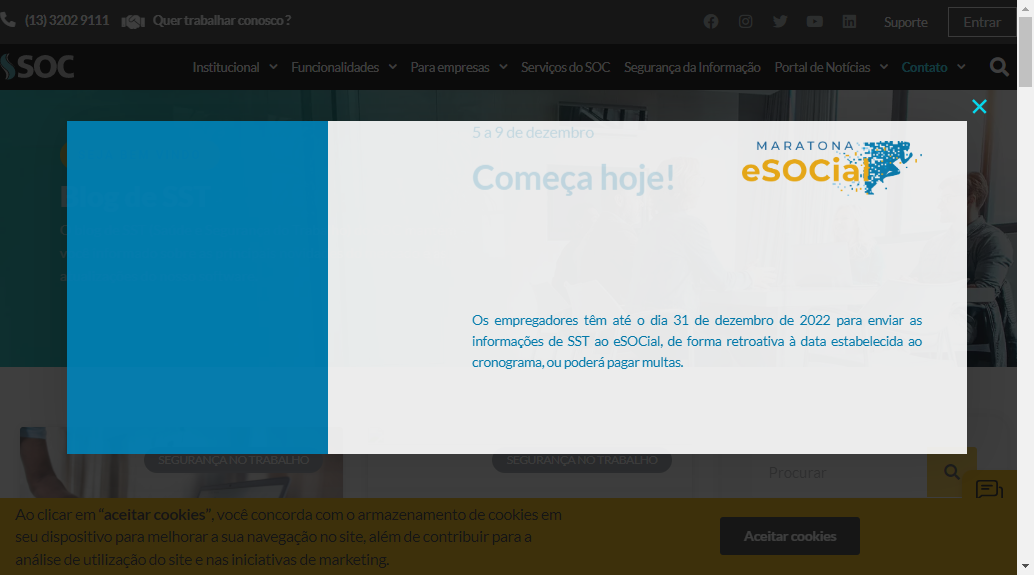 (13) 3202 9111
Quer trabalhar conosco ?
Suporte
Entrar
SOC
Institucional
Funcionalidades
Para empresas
Serviços do SOC
Segurança da Informação
Portal de Notícias
Contato
5 a 9 de dezembro
MARATONA
eSOCial
Começa hoje!
Blog de SST
Os empregadores têm até o dia 31 de dezembro de 2022 para enviar as
informações de SST ao eSOCial, de forma retroativa à data estabelecida ao
cronograma, ou poderá pagar multas.
SEGURANÇA NO TRABALHO
SEGURANÇA NO TRABALHO
Procurar
Ao clicar em “aceitar cookies”, você concorda com o armazenamento de cookies em
seu dispositivo para melhorar a sua navegação no site, além de contribuir para a
análise de utilização do site e nas iniciativas de marketing.
Aceitar cookies